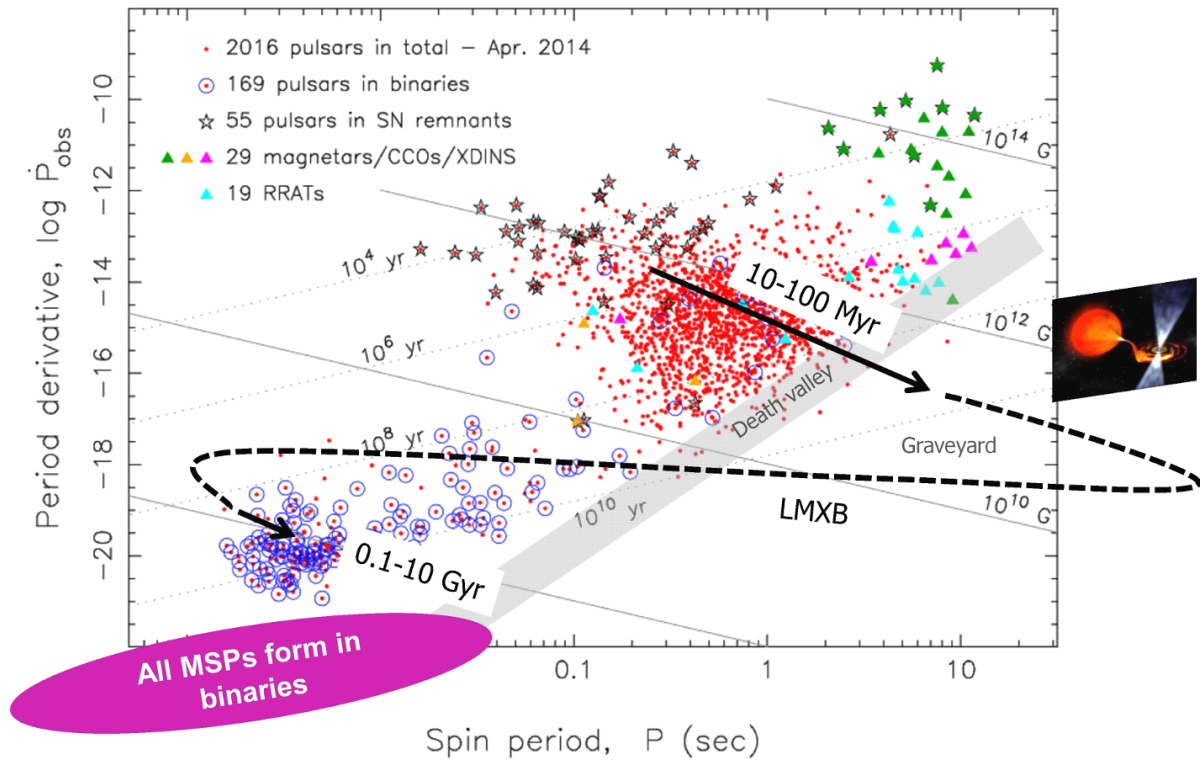 2016 pulsars in total – Apr. 2014
169 pulsars in binaries
55 pulsars in SN remnants
29 magnetars/CCOs/XDINS
19 RRATs
Period derivative, log Ṗobs
−10
−12
−14
−16
−18
−20
10^14 G
10^12 G
10^10 G
10^4 yr
10^6 yr
10^8 yr
10^10 yr
10-100 Myr
Death valley
Graveyard
LMXB
0.1-10 Gyr
All MSPs form in
binaries
0.1
1
10
Spin period, P (sec)